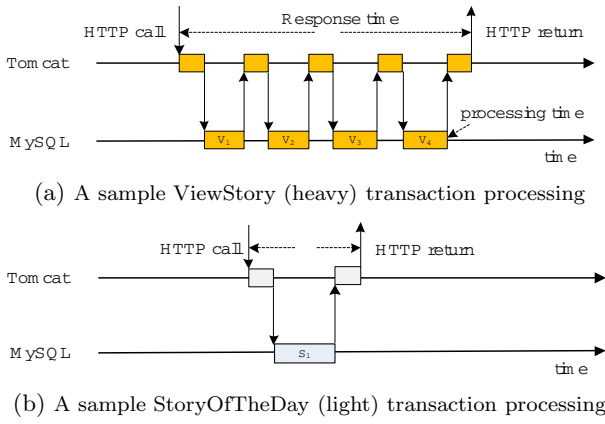 Response time
HTTP call
HTTP return
Tomcat
processing time
MySQL
V1 V2 V3 V4
time
(a) A sample ViewStory (heavy) transaction processing
HTTP call
HTTP return
Tomcat
MySQL
S1
time
(b) A sample StoryOfTheDay (light) transaction processing